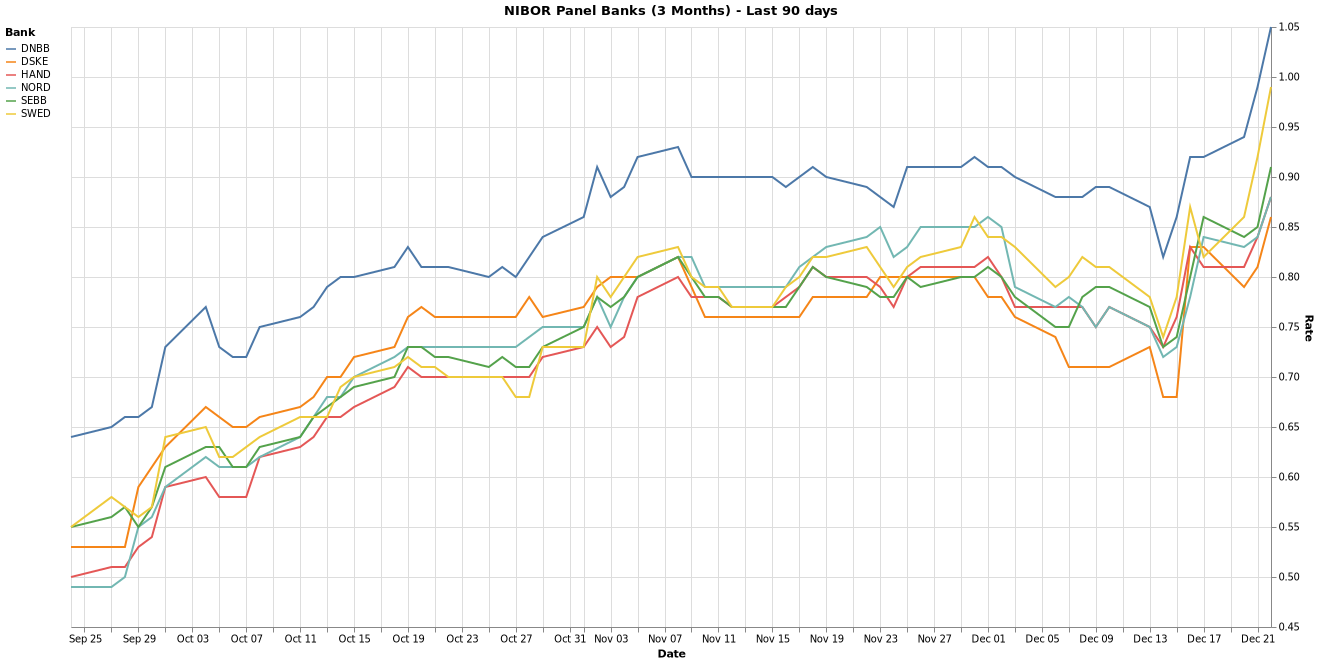 NIBOR Panel Banks (3 Months) - Last 90 days
Bank
DNBB
DSKE
HAND
NORD
SEBB
SWED
1.05
1.00
0.95
0.90
0.85
0.80
0.75
0.70
0.65
0.60
0.55
0.50
0.45
Rate
Sep 25 Sep 29 Oct 03 Oct 07 Oct 11 Oct 15 Oct 19 Oct 23 Oct 27 Oct 31 Nov 03 Nov 07 Nov 11 Nov 15 Nov 19 Nov 23 Nov 27 Dec 01 Dec 05 Dec 09 Dec 13 Dec 17 Dec 21
Date